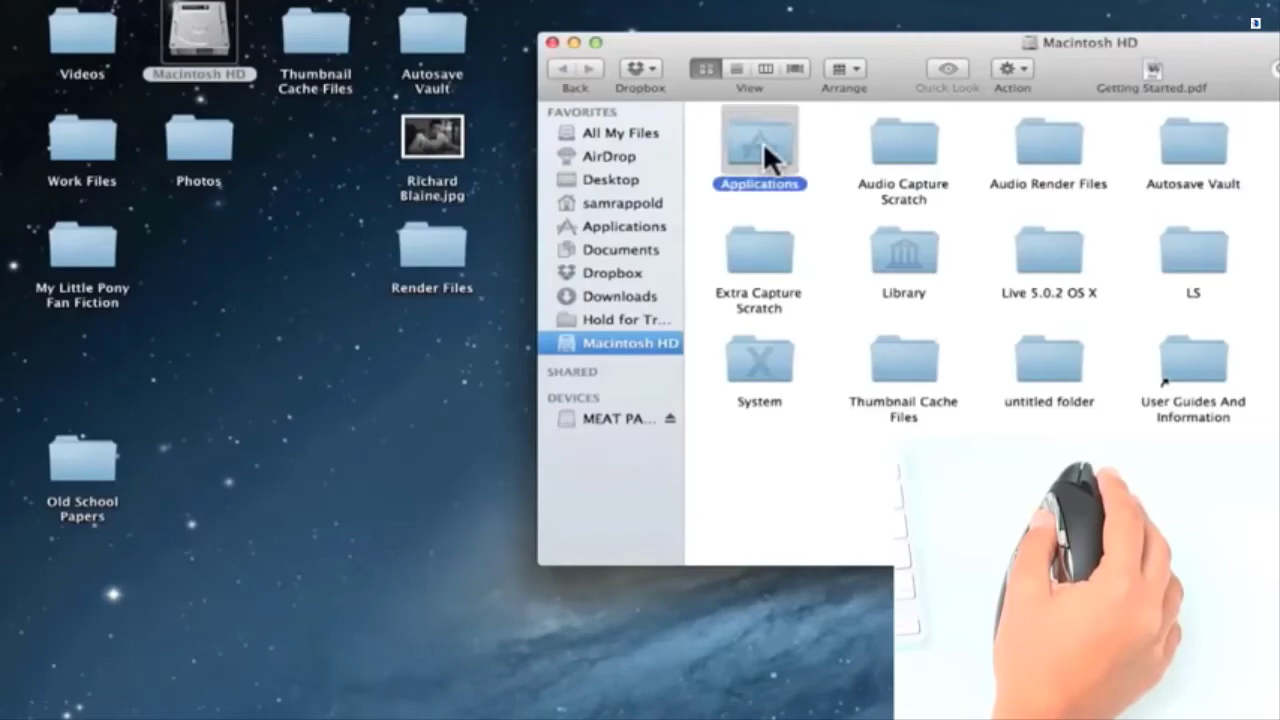 Videos
Macintosh HD
Thumbnail
Cache Files
Autosave
Vault
Work Files
Photos
Richard
Blaine.jpg
My Little Pony
Fan Fiction
Render Files
Old School
Papers
Macintosh HD
Back
Dropbox
View
Arrange
Quick Look
Action
Getting Started.pdf
FAVORITES
All My Files
AirDrop
Desktop
samrappold
Applications
Documents
Dropbox
Downloads
Hold for Tr...
Macintosh HD
SHARED
DEVICES
MEAT PA...
Applications
Audio Capture
Scratch
Audio Render Files
Autosave Vault
Extra Capture
Scratch
Library
Live 5.0.2 OS X
LS
System
Thumbnail Cache
Files
untitled folder
User Guides And
Information